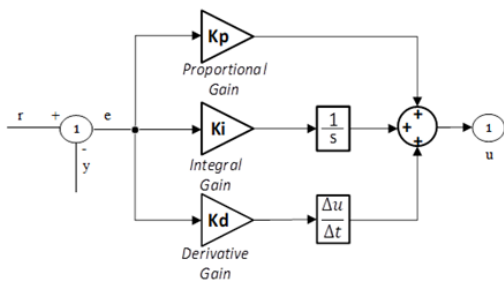 Kp
Proportional
Gain
r
+
1
e
-
y
Ki
Integral
Gain
1
s
+
+
+
1
u
Kd
Derivative
Gain
Δu
Δt